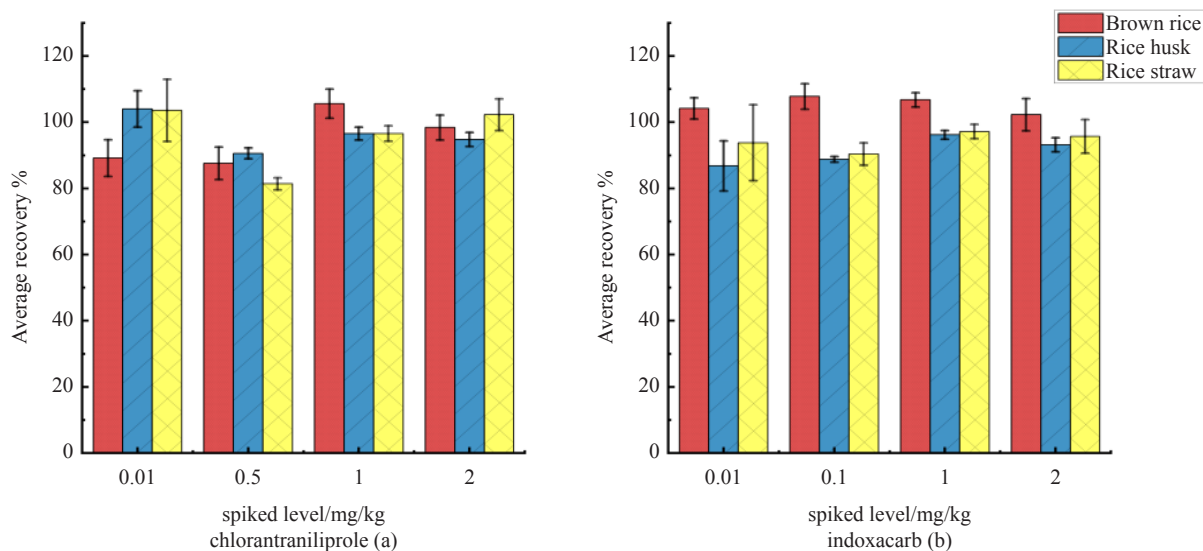 Brown rice
Rice husk
Rice straw
Average recovery %
120
100
80
60
40
20
0
0.01 0.5 1 2
spiked level/mg/kg
chlorantraniliprole (a)
Average recovery %
120
100
80
60
40
20
0
0.01 0.1 1 2
spiked level/mg/kg
indoxacarb (b)